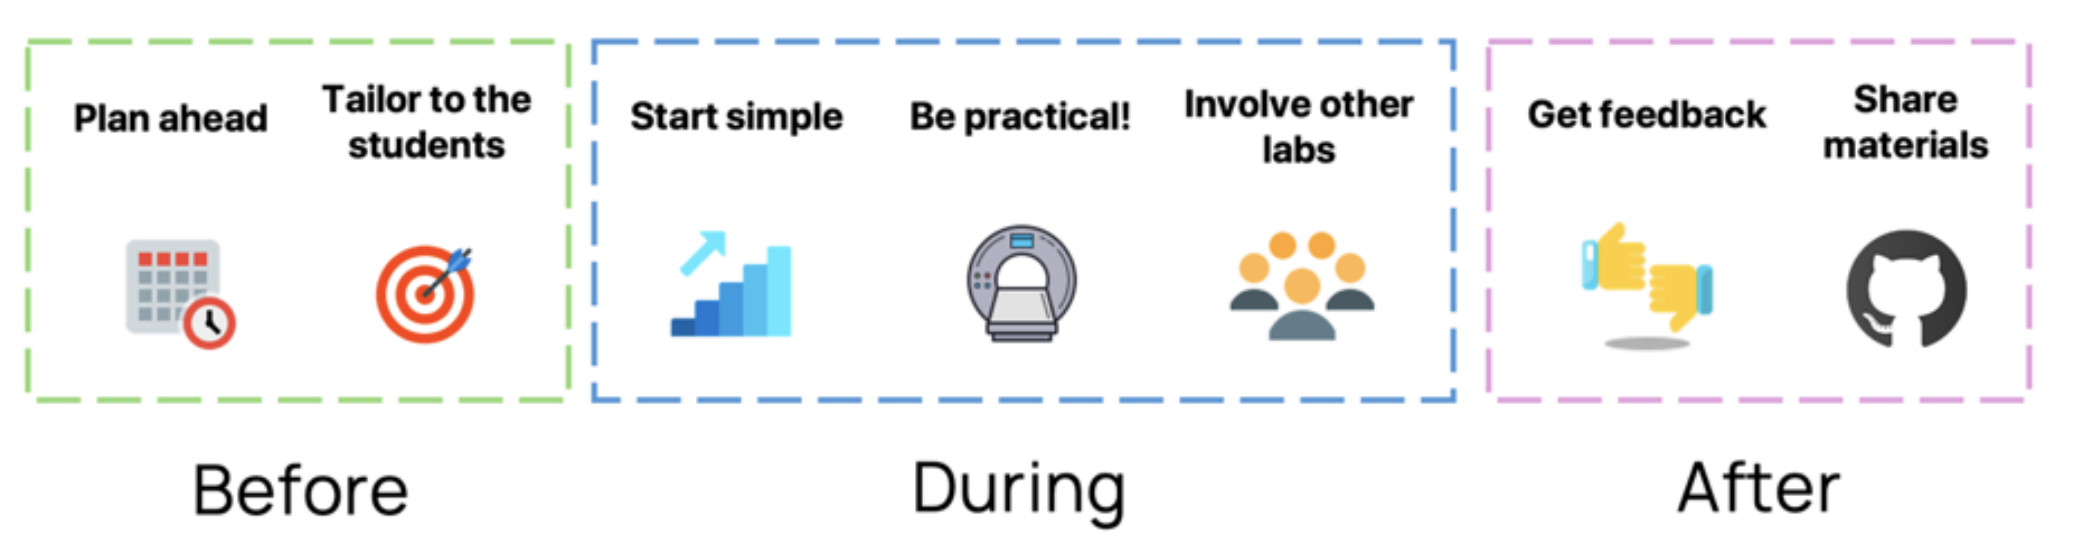 Plan ahead
Tailor to the
students
Start simple
Be practical!
Involve other
labs
Get feedback
Share
materials
Before
During
After